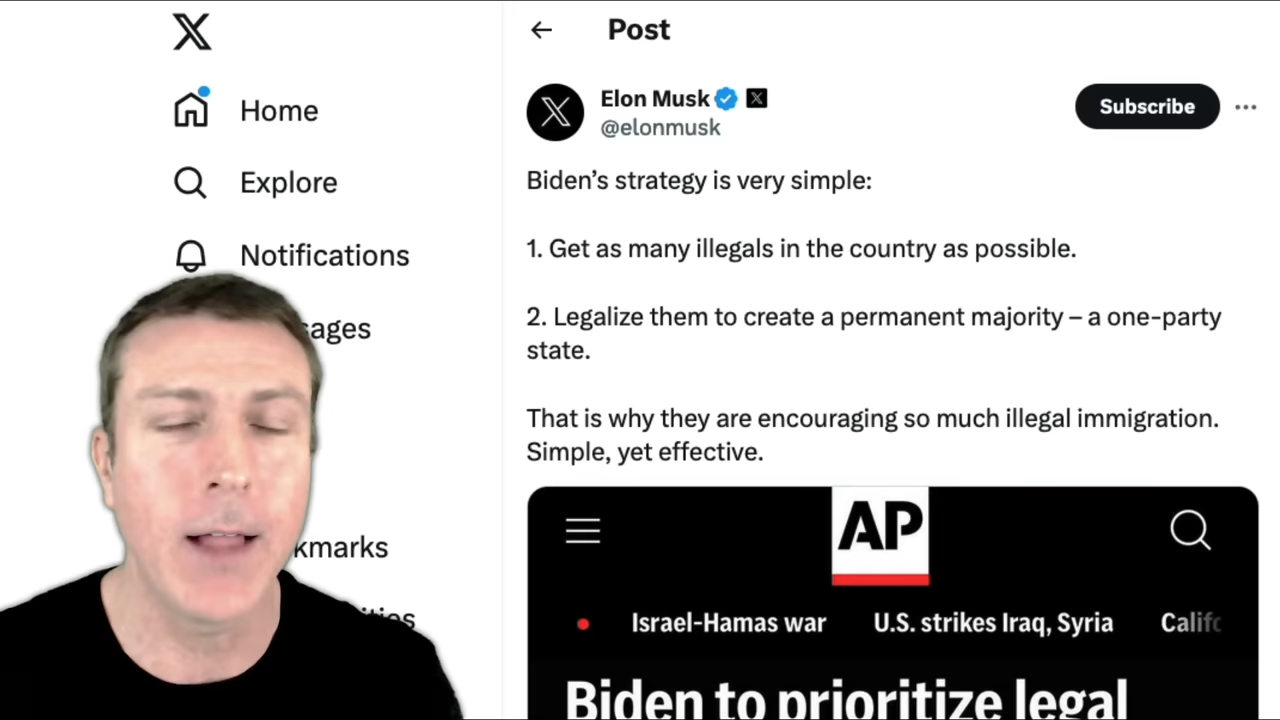 X
Home
Explore
Notifications
sages
kmarks
ities
Post
Elon Musk
@elonmusk
Subscribe
Biden’s strategy is very simple:
1. Get as many illegals in the country as possible.
2. Legalize them to create a permanent majority – a one-party
state.
That is why they are encouraging so much illegal immigration.
Simple, yet effective.
AP
Israel-Hamas war U.S. strikes Iraq, Syria Califc
Biden to prioritize legal